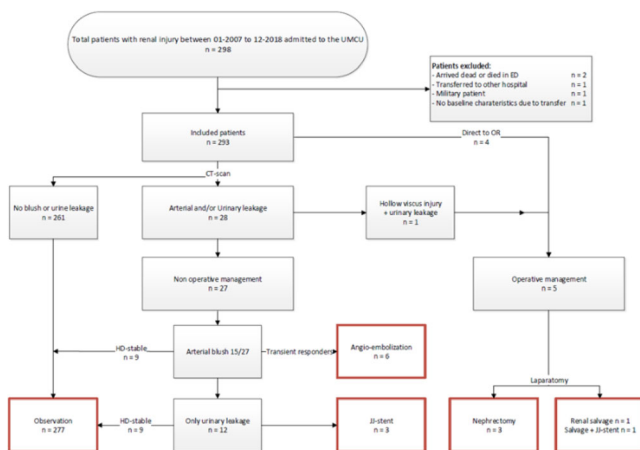 Total patients with renal injury between 01-2007 to 12-2018 admitted to the UMCU
n = 298
Patients excluded:
- Arrived dead or died in ED n = 2
- Transferred to other hospital n = 1
- Military patient n = 1
- No baseline charateristics due to transfer n = 1
Included patients
n = 293
Direct to OR
n = 4
CT-scan
No blush or urine leakage
n = 261
Arterial and/or Urinary leakage
n = 28
Hollow viscus injury
+ urinary leakage
n = 1
Non operative management
n = 27
Operative management
n = 5
HD-stable
n = 9
Arterial blush 15/27
Transient responders
Angio-embolization
n = 6
Laparatomy
Observation
n = 277
HD-stable
n = 9
Only urinary leakage
n = 12
JJ-stent
n = 3
Nephrectomy
n = 3
Renal salvage n = 1
Salvage + JJ-stent n = 1